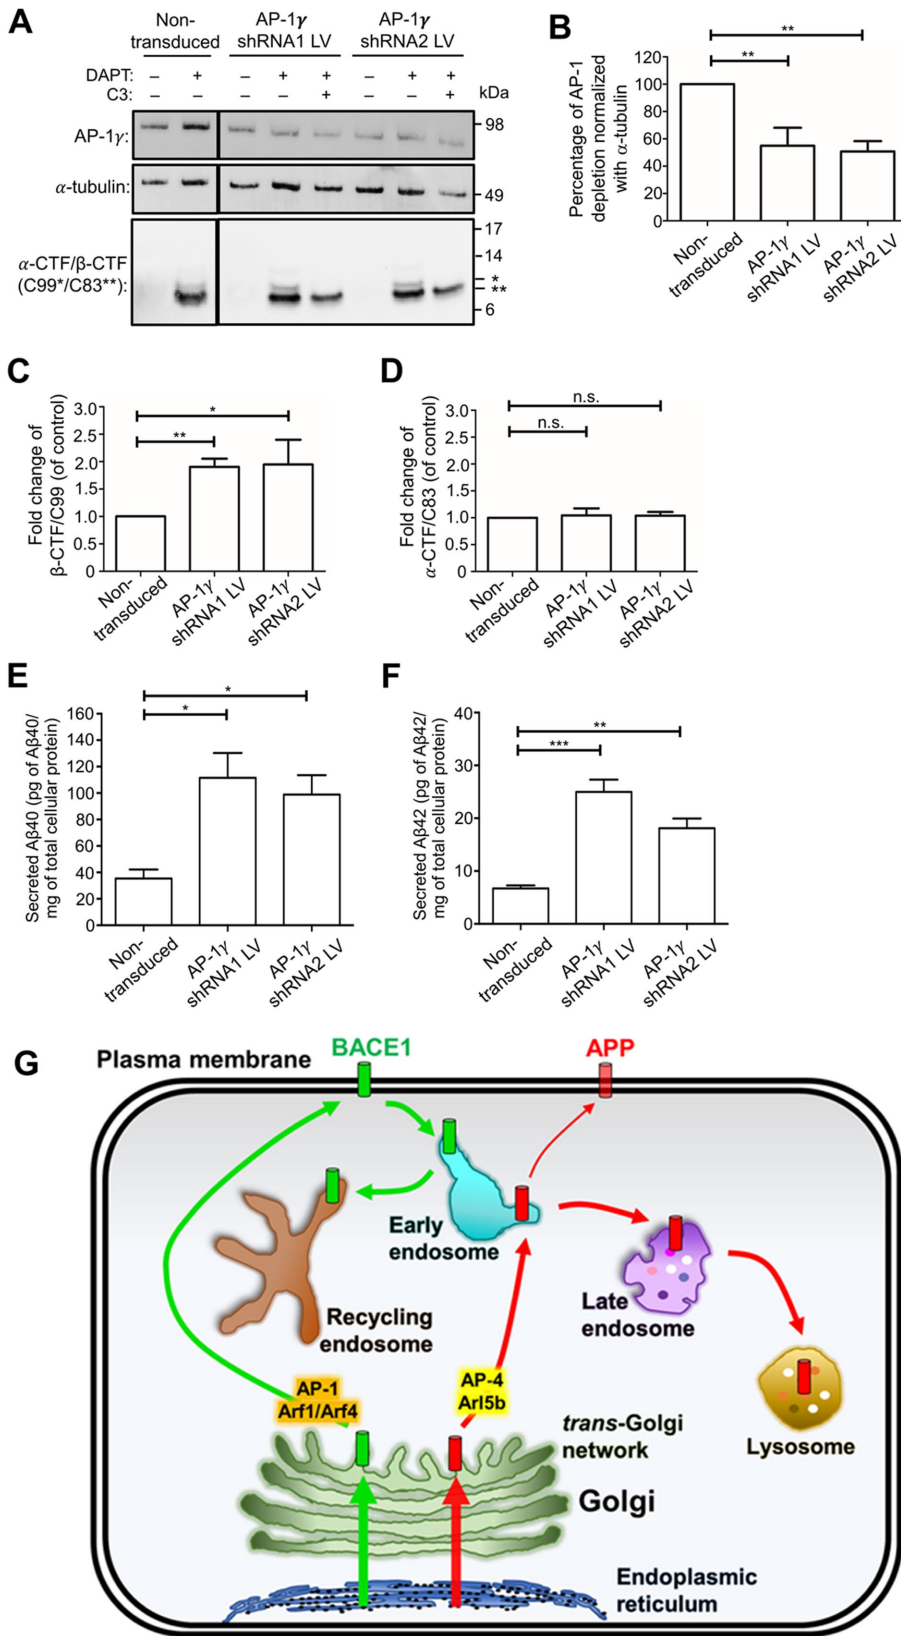 A
Non-
transduced
AP-1γ
shRNA1 LV
AP-1γ
shRNA2 LV
DAPT: – + – + + – + +
C3: – – – – + – – +
kDa
AP-1γ:
98
α-tubulin:
49
17
14
α-CTF/β-CTF
(C99*/C83**):
*
**
6
B
Percentage of AP-1
depletion normalized
with α-tubulin
120
100
80
60
40
20
0
**
**
Non-
transduced
AP-1γ
shRNA1 LV
AP-1γ
shRNA2 LV
C
Fold change of
β-CTF/C99 (of control)
3.0
2.5
2.0
1.5
1.0
0.5
0
*
**
Non-
transduced
AP-1γ
shRNA1 LV
AP-1γ
shRNA2 LV
D
Fold change of
α-CTF/C83 (of control)
3.0
2.5
2.0
1.5
1.0
0.5
0
n.s.
n.s.
Non-
transduced
AP-1γ
shRNA1 LV
AP-1γ
shRNA2 LV
E
Secreted Aβ40 (pg of Aβ40/
mg of total cellular protein)
160
140
120
100
80
60
40
20
0
*
*
Non-
transduced
AP-1γ
shRNA1 LV
AP-1γ
shRNA2 LV
F
Secreted Aβ42 (pg of Aβ42/
mg of total cellular protein)
40
30
20
10
0
**
***
Non-
transduced
AP-1γ
shRNA1 LV
AP-1γ
shRNA2 LV
G
Plasma membrane
BACE1
APP
Early
endosome
Recycling
endosome
Late
endosome
Lysosome
AP-1
Arf1/Arf4
AP-4
Arl5b
trans-Golgi
network
Golgi
Endoplasmic
reticulum